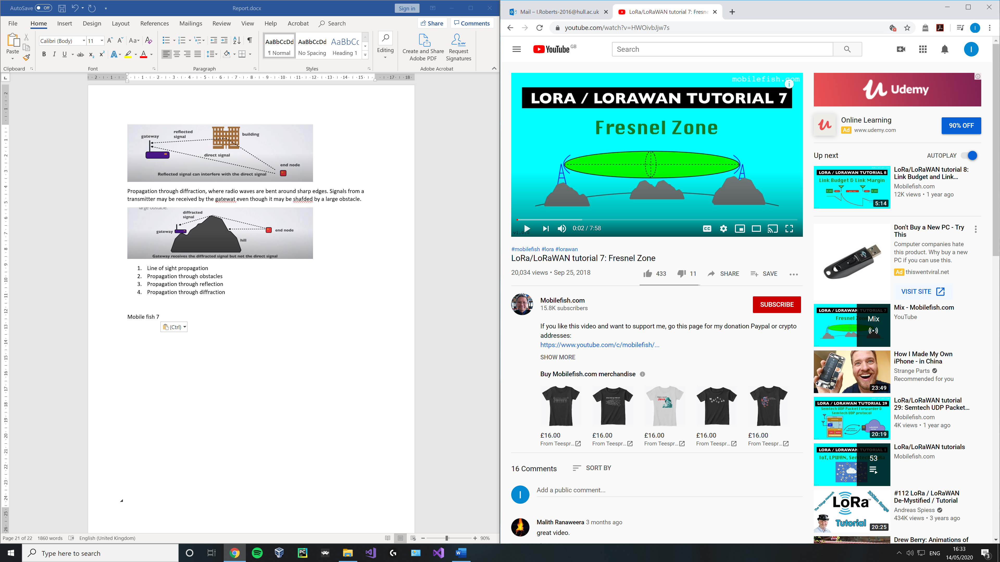 AutoSave Off
Report.docx
Sign in
File Home Insert Design Layout References Mailings Review View Help Acrobat Search
Share Comments
Paste
Calibri (Body) 11
AaBbCcDd AaBbCcDd AaBbCc
¶ Normal No Spacing Heading 1
Editing
Create and Share Adobe PDF
Request Signatures
Clipboard Font Paragraph Styles Adobe Acrobat
gateway
reflected signal
building
direct signal
end node
Reflected signal can interfere with the direct signal
Propagation through diffraction, where radio waves are bent around sharp edges. Signals from a
transmitter may be received by the gatewat even though it may be shafded by a large obstacle.
large obstacle.
diffracted signal
gateway
end node
hill
Gateway receives the diffracted signal but not the direct signal
1. Line of sight propagation
2. Propagation through obstacles
3. Propagation through reflection
4. Propagation through diffraction
Mobile fish 7
(Ctrl)
Page 21 of 22 1860 words English (United Kingdom)
90%
Mail – I.Roberts-2016@hull.ac.uk
LoRa/LoRaWAN tutorial 7: Fresne
youtube.com/watch?v=HWOivbJjw7s
YouTube GB
Search
mobilefish.com
LORA / LORAWAN TUTORIAL 7
Fresnel Zone
v1.0.0
0:02 / 7:58
#mobilefish #lora #lorawan
LoRa/LoRaWAN tutorial 7: Fresnel Zone
20,034 views • Sep 25, 2018
433 11 SHARE SAVE
Mobilefish.com
15.8K subscribers
SUBSCRIBE
If you like this video and want to support me, go this page for my donation Paypal or crypto
addresses:
https://www.youtube.com/c/mobilefish/...
SHOW MORE
Buy Mobilefish.com merchandise
£16.00 £16.00 £16.00 £16.00 £16.00
From Teespr... From Teespr... From Teespr... From Teespr... From Teespr...
16 Comments SORT BY
Add a public comment...
Malith Ranaweera 3 months ago
great video.
Udemy
Online Learning
Ad www.udemy.com
90% OFF
Up next
AUTOPLAY
LORA / LORAWAN TUTORIAL 8
Link Budget & Link Margin
5:14
LoRa/LoRaWAN tutorial 8:
Link Budget and Link...
Mobilefish.com
12K views • 1 year ago
Don't Buy a New PC - Try
This
Computer companies hate
this product. Why buy a new
PC if you can use this.
Ad thiswentviral.net
VISIT SITE
LORA / LORAWAN TUTORIAL 7
Mix
Mix - Mobilefish.com
YouTube
How I Made My Own
iPhone - in China
Strange Parts
Recommended for you
23:49
LORA / LORAWAN TUTORIAL 29
Semtech UDP Packet Forwarder &
Semtech UDP protocol
20:19
LoRa/LoRaWAN tutorial
29: Semtech UDP Packet...
Mobilefish.com
4K views • 1 year ago
LORA / LORAWAN TUTORIAL 1
53
LoRa/LoRaWAN tutorials
Mobilefish.com
The Things Network
LoRa
300km Range
Tutorial
20:25
#112 LoRa / LoRaWAN
De-Mystified / Tutorial
Andreas Spiess
434K views • 3 years ago
Drew Berry: Animations of
Type here to search
ENG
16:33
14/05/2020
3